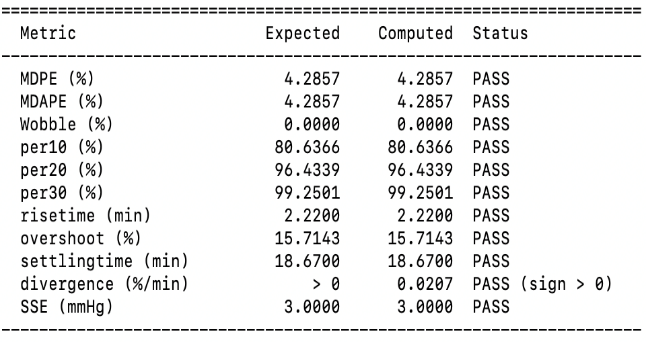 ================================================================
Metric Expected Computed Status
----------------------------------------------------------------
MDPE (%) 4.2857 4.2857 PASS
MDAPE (%) 4.2857 4.2857 PASS
Wobble (%) 0.0000 0.0000 PASS
per10 (%) 80.6366 80.6366 PASS
per20 (%) 96.4339 96.4339 PASS
per30 (%) 99.2501 99.2501 PASS
risetime (min) 2.2200 2.2200 PASS
overshoot (%) 15.7143 15.7143 PASS
settlingtime (min) 18.6700 18.6700 PASS
divergence (%/min) > 0 0.0207 PASS (sign > 0)
SSE (mmHg) 3.0000 3.0000 PASS
----------------------------------------------------------------